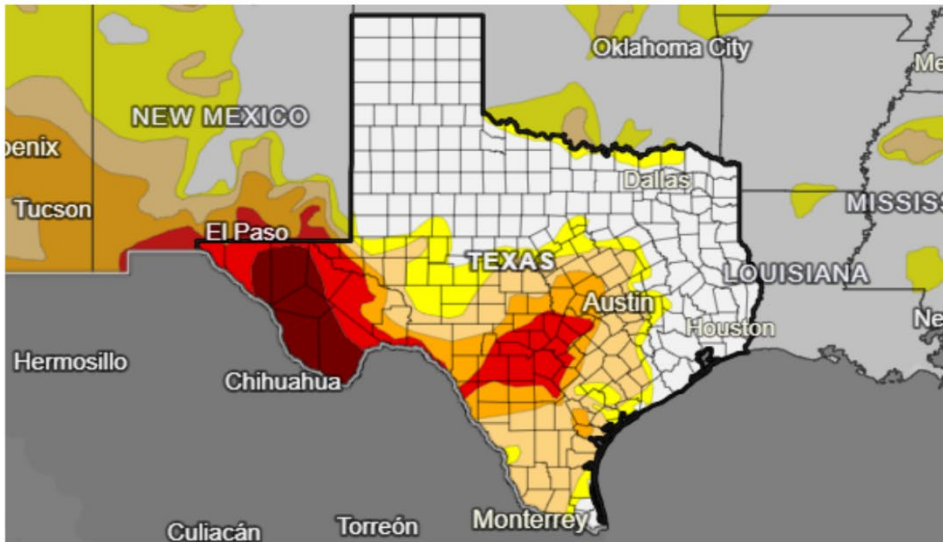 Oklahoma City
Me
NEW MEXICO
oenix
Dallas
Tucson
MISSISS
El Paso
TEXAS
LOUISIANA
Austin
Houston
Ne
Hermosillo
Chihuahua
Culiacán
Torreón
Monterrey